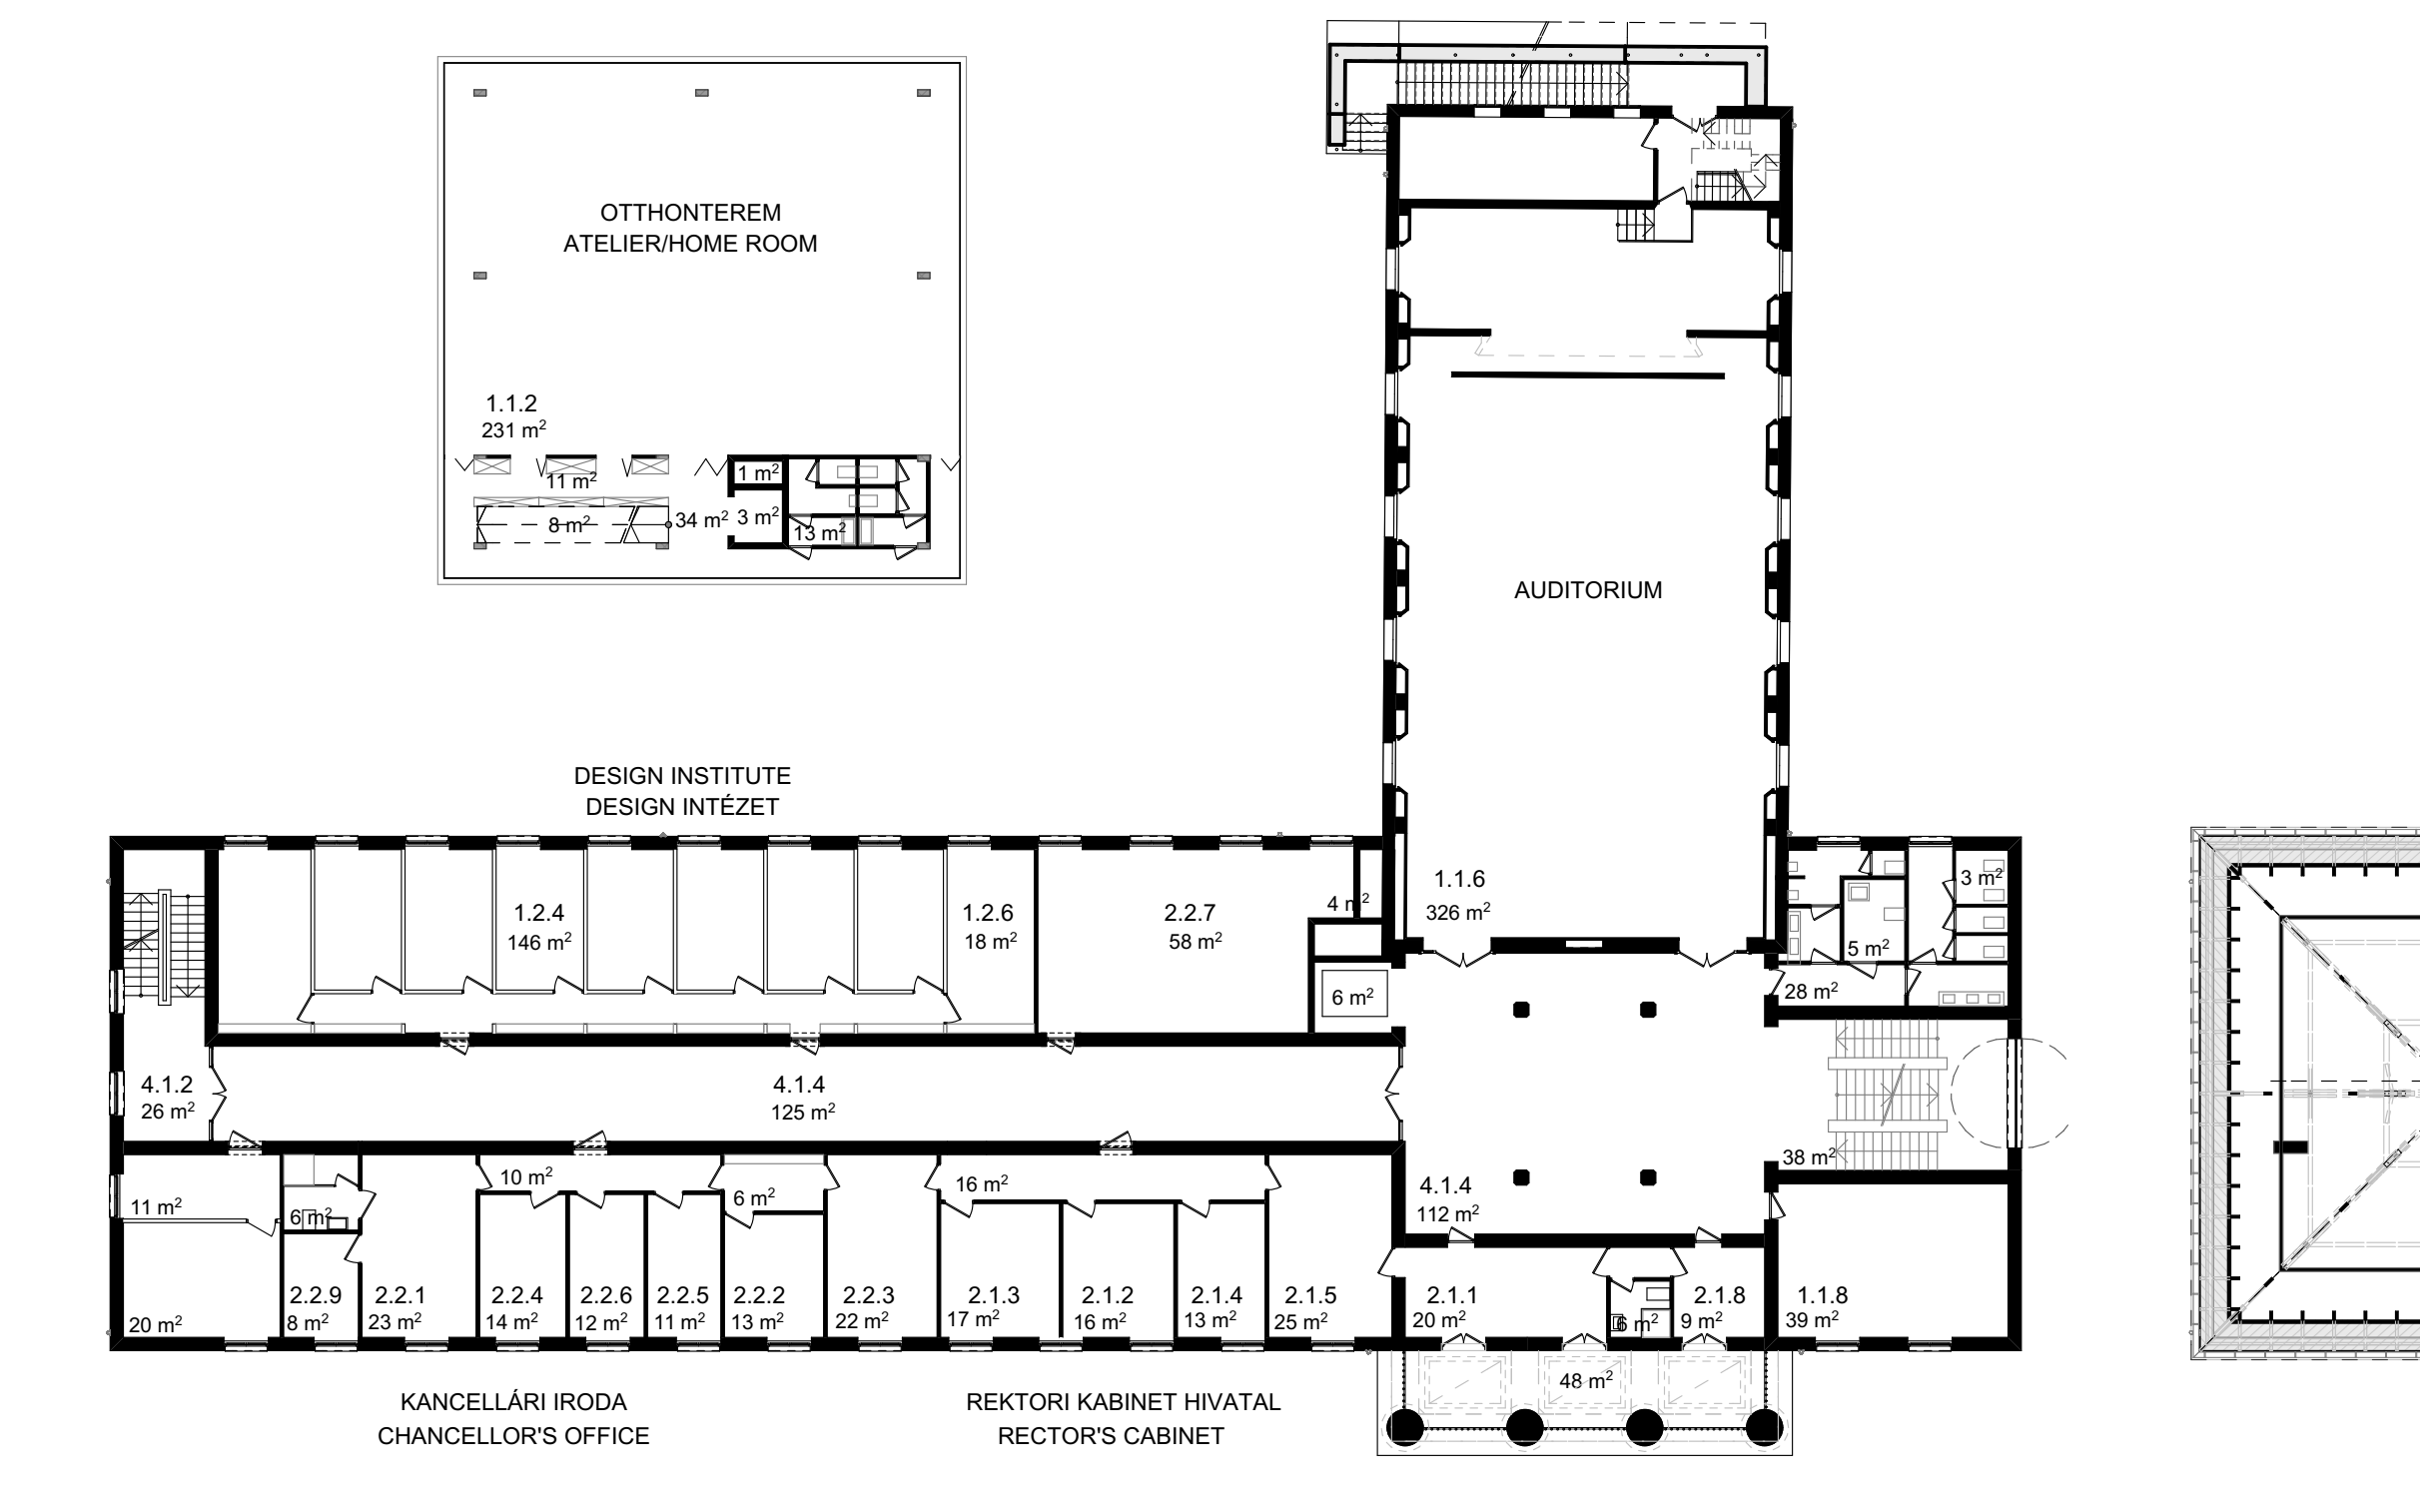 OTTHONTEREM
ATELIER/HOME ROOM
1.1.2
231 m²
11 m²
8 m²
34 m²
1 m²
3 m²
13 m²
AUDITORIUM
1.1.6
326 m²
DESIGN INSTITUTE
DESIGN INTÉZET
1.2.4
146 m²
1.2.6
18 m²
2.2.7
58 m²
4 m²
6 m²
3 m²
5 m²
28 m²
4.1.2
26 m²
4.1.4
125 m²
38 m²
4.1.4
112 m²
11 m²
20 m²
6 m²
2.2.9
8 m²
2.2.1
23 m²
10 m²
2.2.4
14 m²
2.2.6
12 m²
2.2.5
11 m²
6 m²
2.2.2
13 m²
2.2.3
22 m²
16 m²
2.1.3
17 m²
2.1.2
16 m²
2.1.4
13 m²
2.1.5
25 m²
2.1.1
20 m²
6 m²
2.1.8
9 m²
1.1.8
39 m²
48 m²
KANCELLÁRI IRODA
CHANCELLOR'S OFFICE
REKTORI KABINET HIVATAL
RECTOR'S CABINET